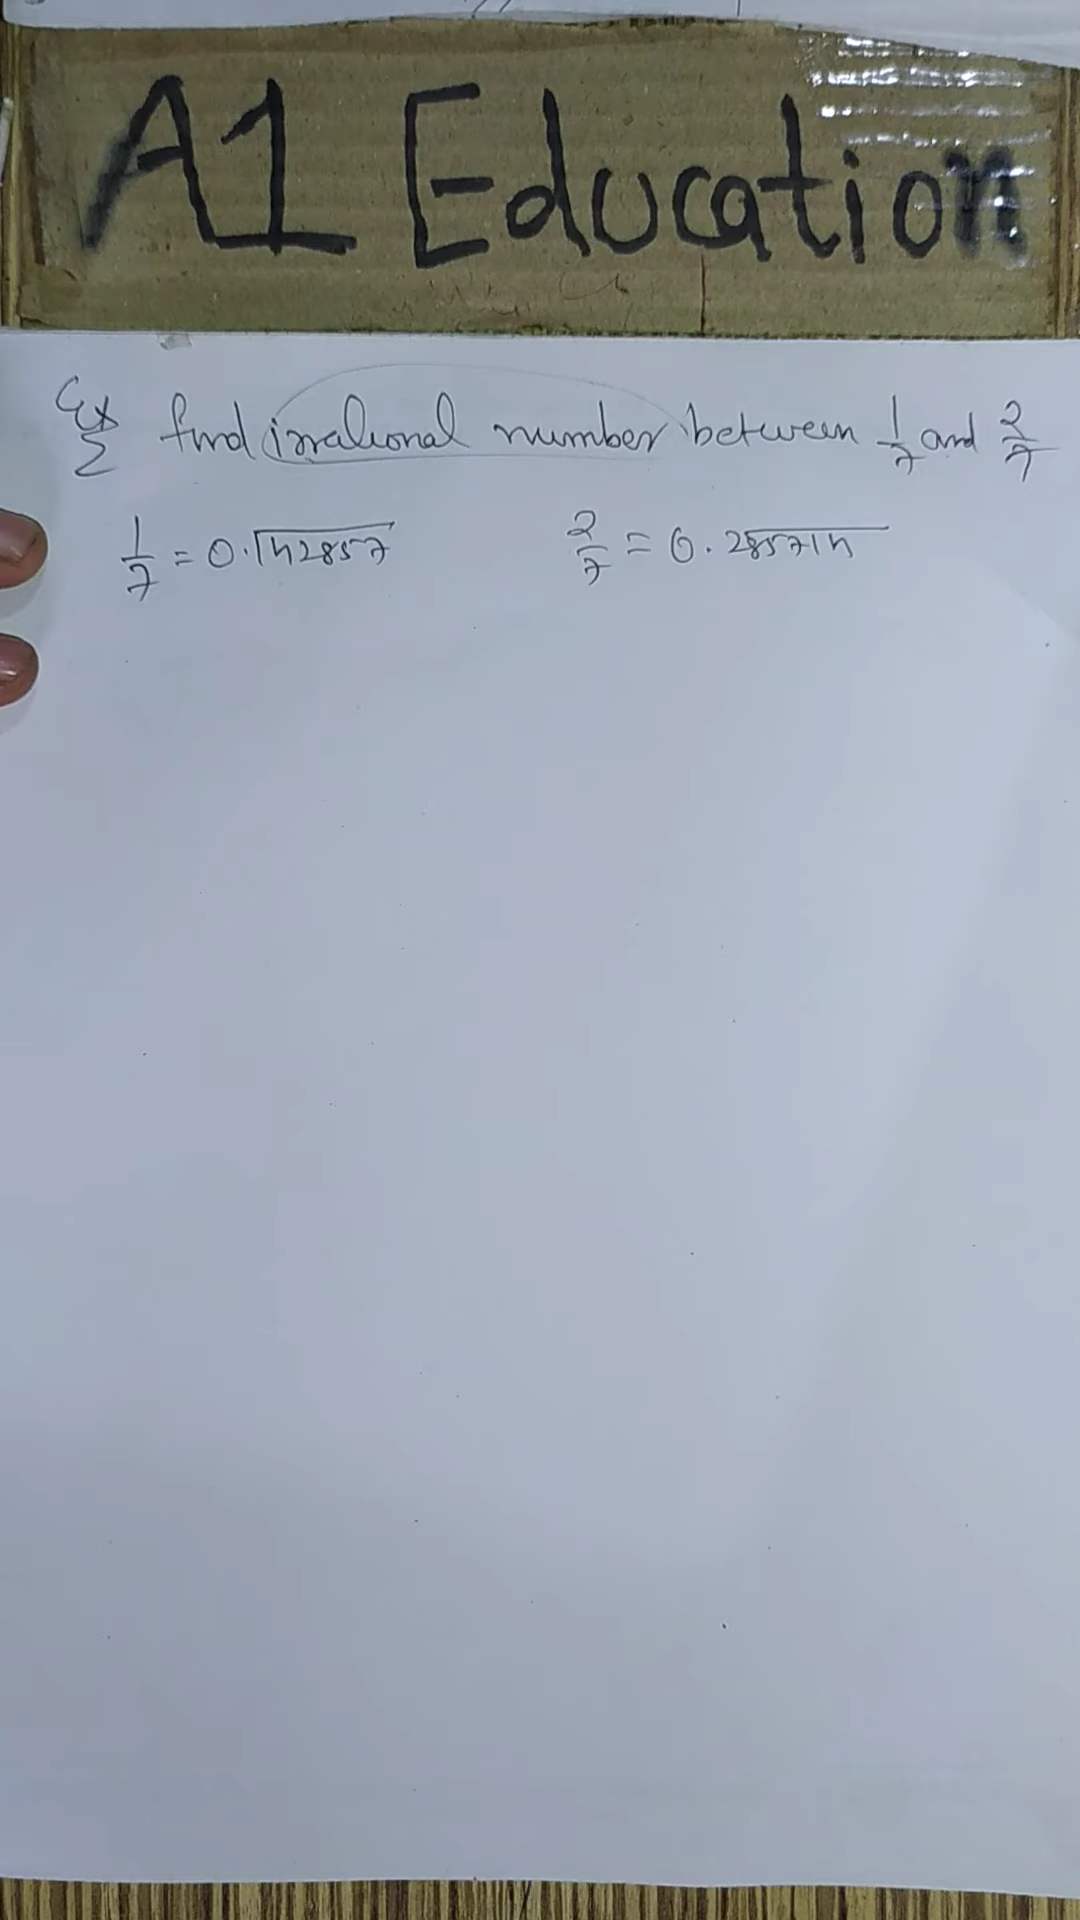 A1 Education
Ex find irrational number between 1/7 and 2/7
1/7 = 0.142857 2/7 = 0.285714